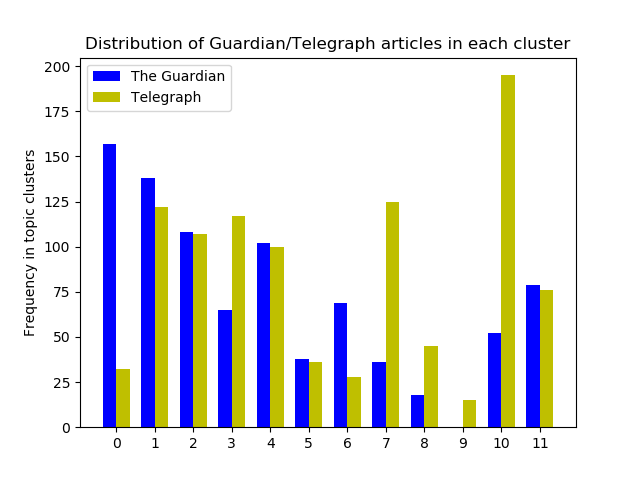 Distribution of Guardian/Telegraph articles in each cluster
The Guardian
Telegraph
Frequency in topic clusters
200
175
150
125
100
75
50
25
0
0 1 2 3 4 5 6 7 8 9 10 11